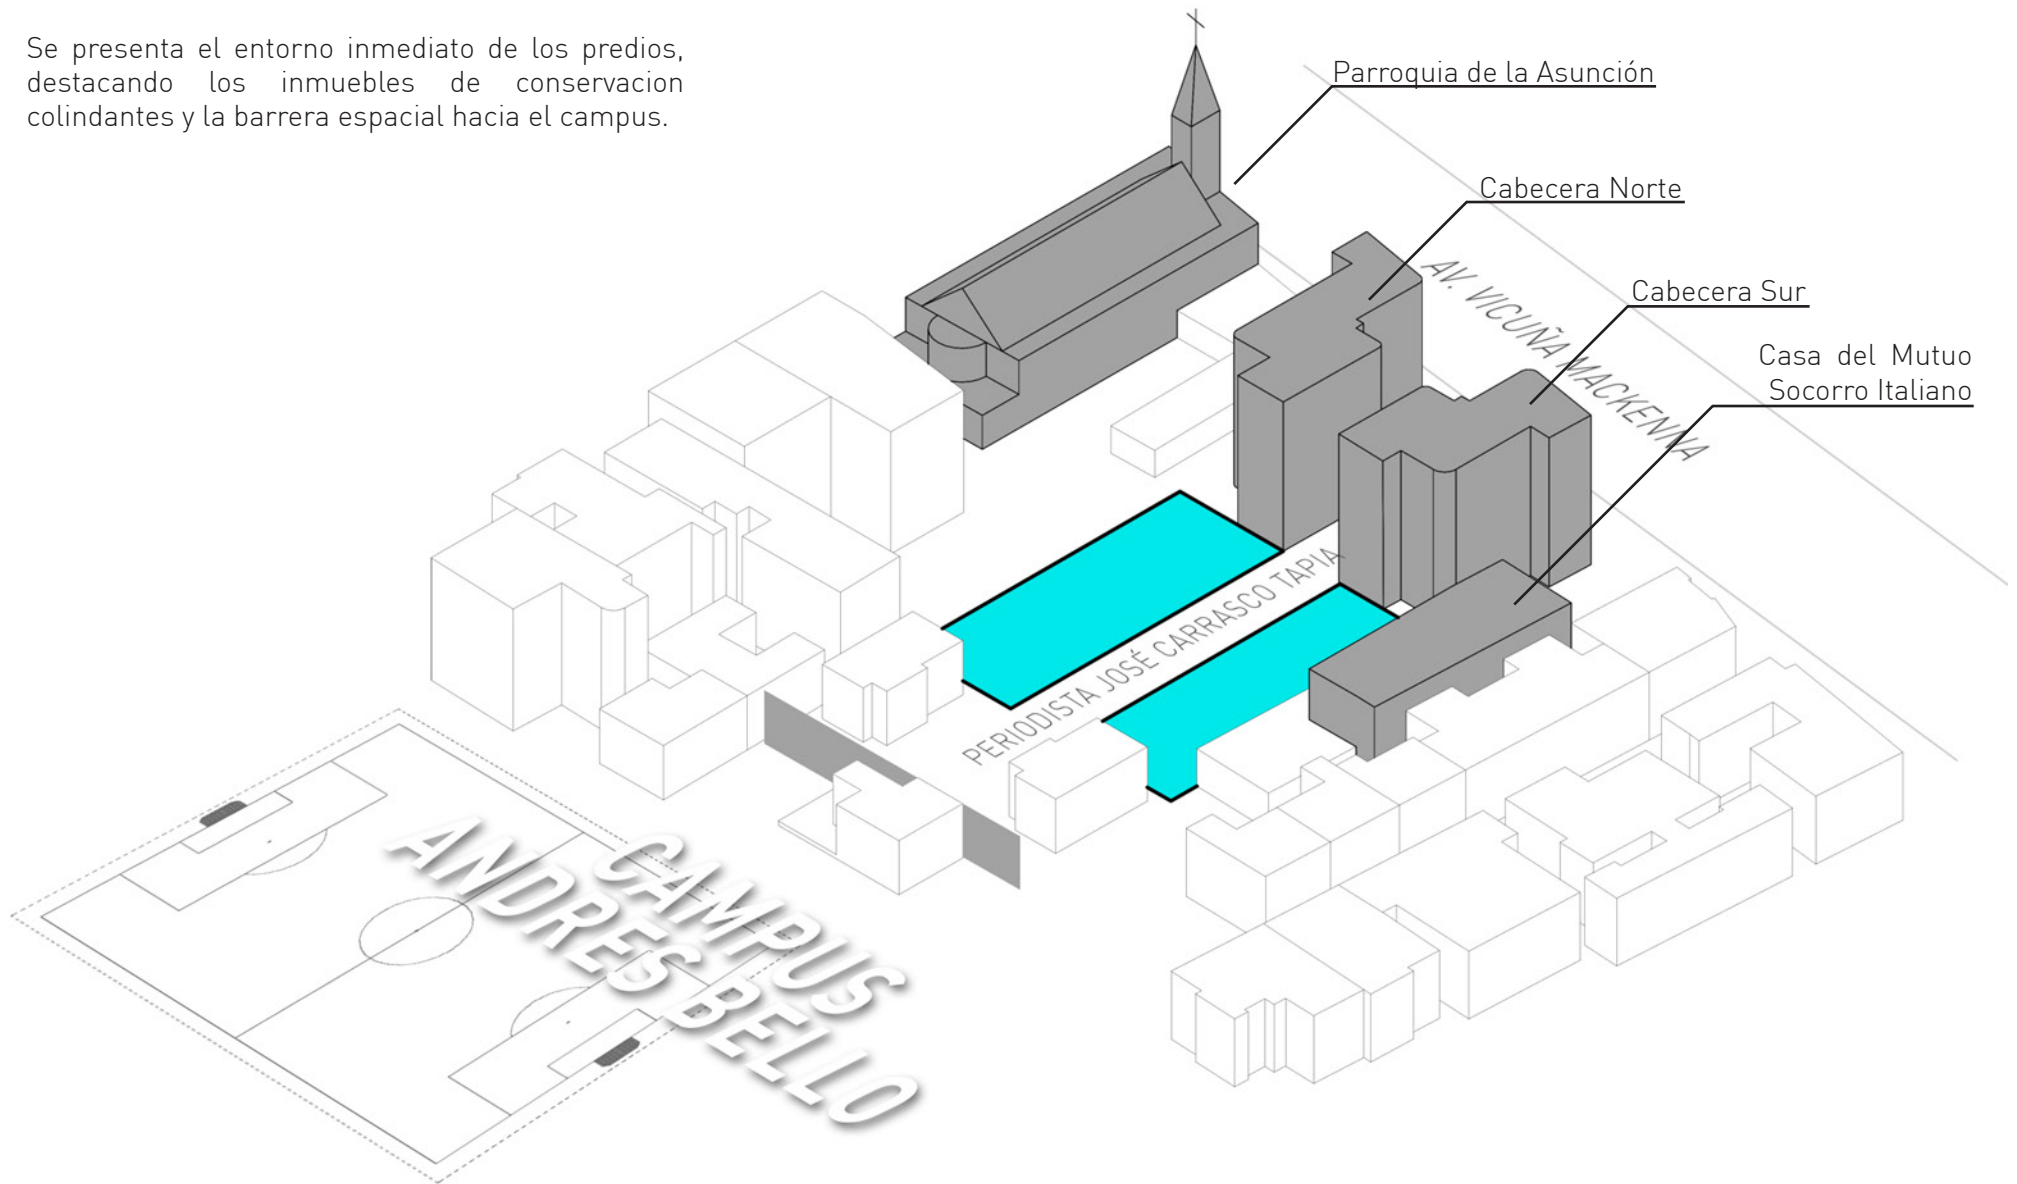 Se presenta el entorno inmediato de los predios,
destacando los inmuebles de conservacion
colindantes y la barrera espacial hacia el campus.
Parroquia de la Asunción
Cabecera Norte
AV. VICUÑA MACKENNA
Cabecera Sur
Casa del Mutuo
Socorro Italiano
PERIODISTA JOSÉ CARRASCO TAPIA
CAMPUS
ANDRES BELLO